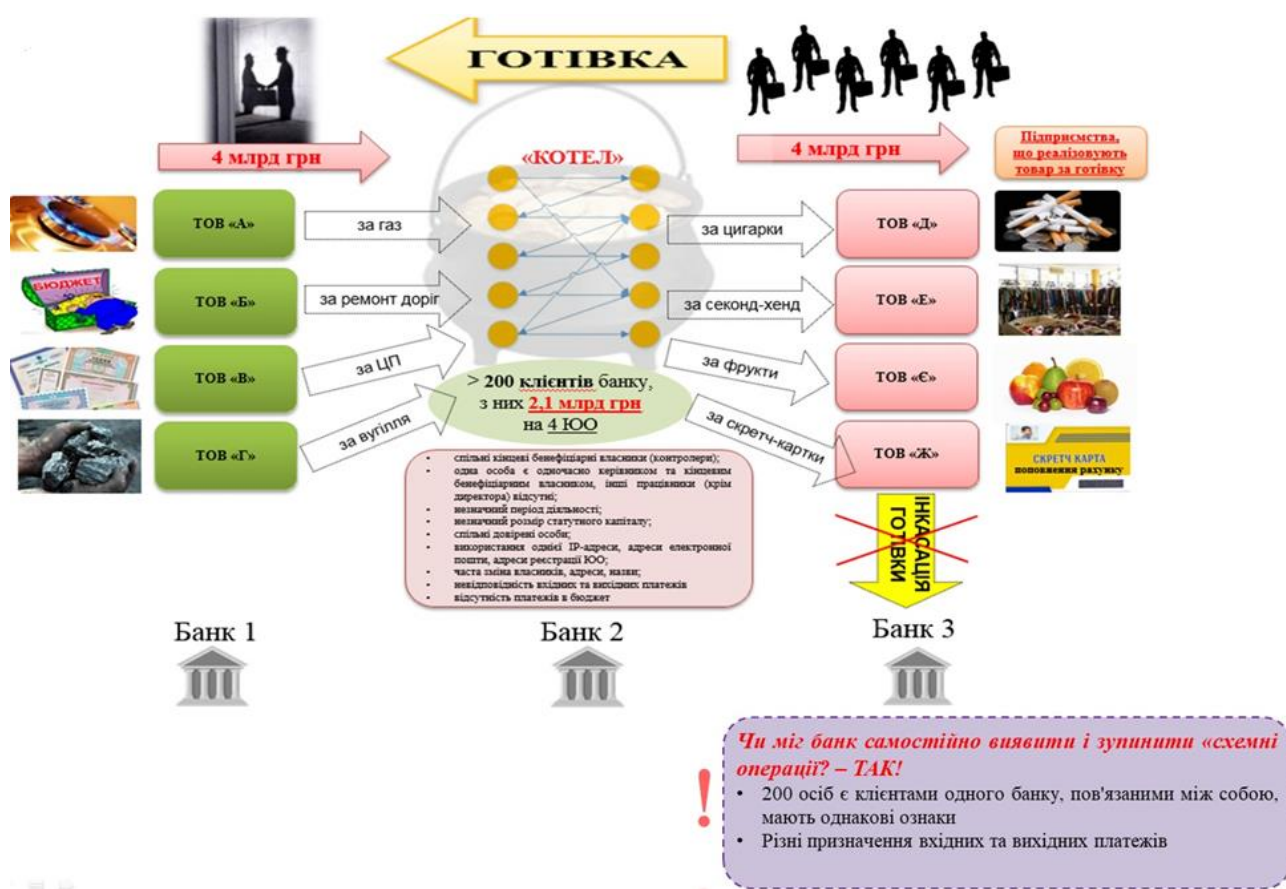 ГОТІВКА
4 млрд грн
«КОТЕЛ»
4 млрд грн
Підприємства,
що реалізовують
товар за готівку
ТОВ «А»
за газ
за цигарки
ТОВ «Д»
БЮДЖЕТ
ТОВ «Б»
за ремонт доріг
за секонд-хенд
ТОВ «Е»
ТОВ «В»
за ЦП
за фрукти
ТОВ «Є»
> 200 клієнтів банку,
з них 2,1 млрд грн
на 4 ЮО
ТОВ «Г»
за вугілля
за скретч-картки
ТОВ «Ж»
СКРЕТЧ КАРТА
поповнення рахунку
• спільні кінцеві бенефіціарні власники (контролери);
• одна особа є одночасно керівником та кінцевим
бенефіціарним власником, інші працівники (крім
директора) відсутні;
• незначний період діяльності;
• незначний розмір статутного капіталу;
• спільні довірені особи;
• використання однієї ІР-адреси, адреси електронної
пошти, адреси реєстрації ЮО;
• часта зміна власників, адреси, назви;
• невідповідність вхідних та вихідних платежів
• відсутність платежів в бюджет
ІНКАСАЦІЯ
ГОТІВКИ
Банк 1
Банк 2
Банк 3
!
Чи міг банк самостійно виявити і зупинити «схемні
операції? – ТАК!
• 200 осіб є клієнтами одного банку, пов'язаними між собою,
мають однакові ознаки
• Різні призначення вхідних та вихідних платежів